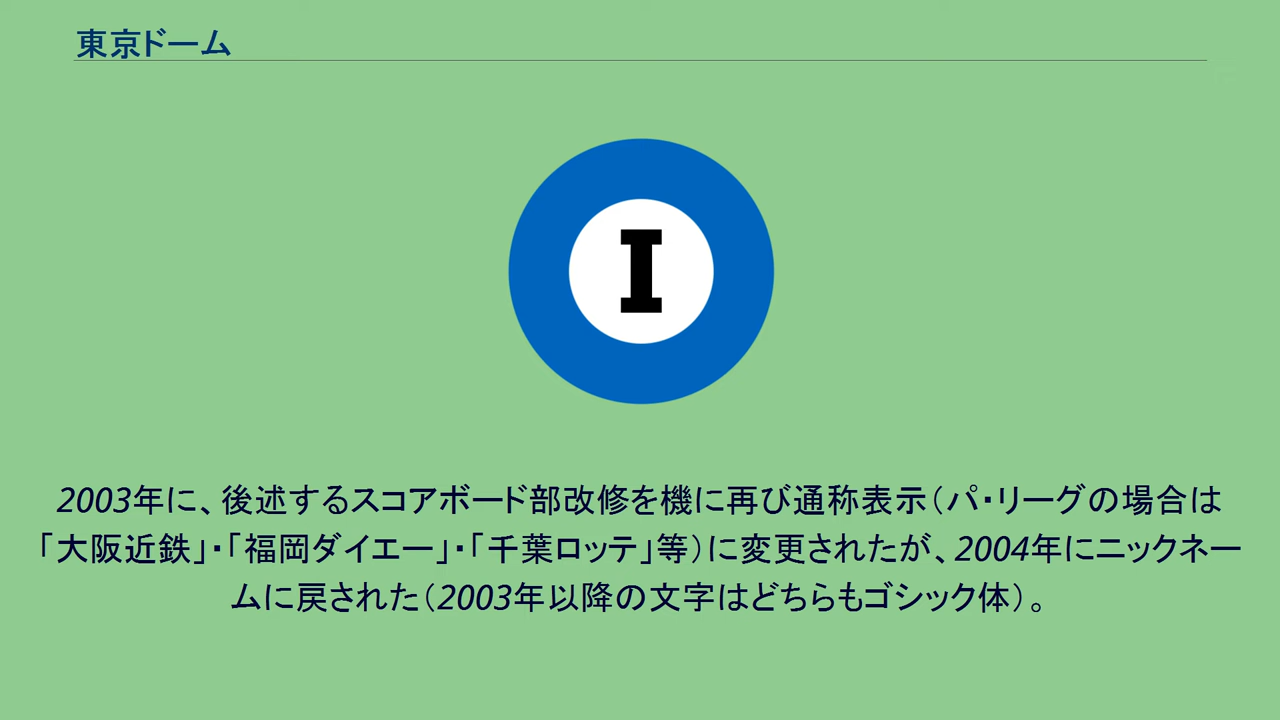 東京ドーム
I
2003年に、後述するスコアボード部改修を機に再び通称表示（パ・リーグの場合は
「大阪近鉄」・「福岡ダイエー」・「千葉ロッテ」等）に変更されたが、2004年にニックネー
ムに戻された（2003年以降の文字はどちらもゴシック体）。